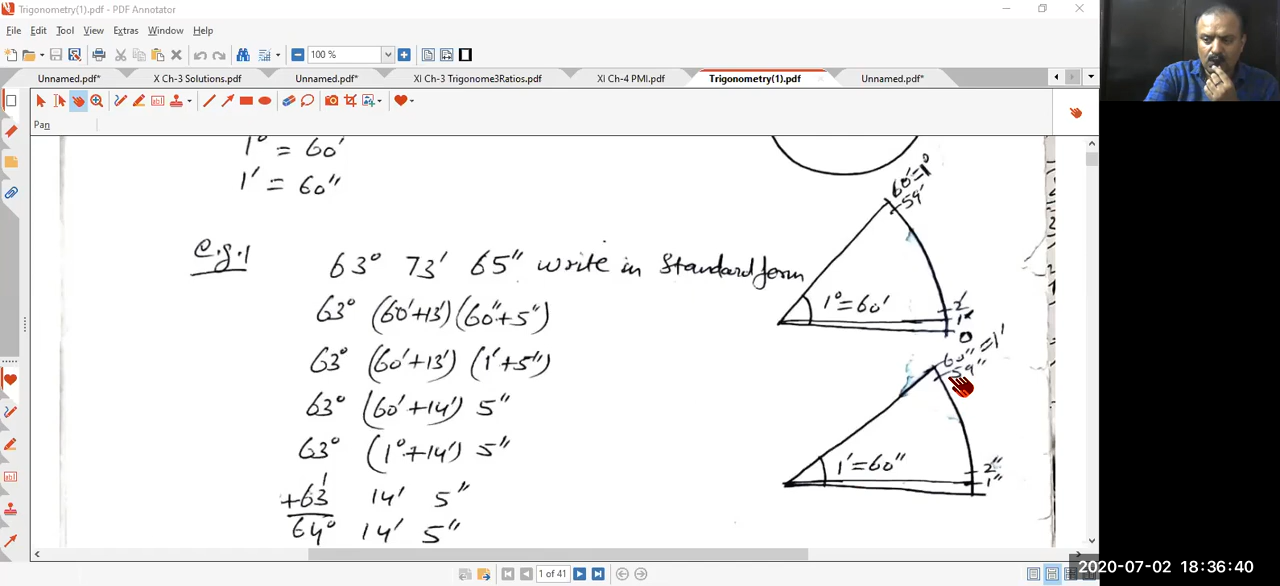 Trigonometry(1).pdf - PDF Annotator
File Edit Tool View Extras Window Help
100 %
Unnamed.pdf* X Ch-3 Solutions.pdf Unnamed.pdf* XI Ch-3 Trigonome3Ratios.pdf XI Ch-4 PMI.pdf Trigonometry(1).pdf Unnamed.pdf*
Pan
1° = 60'
1' = 60"
60'=1°
59'
e.g.1 63° 73' 65" write in Standard form
63° (60'+13')(60"+5")
1°=60'
2'
1'
0
63° (60'+13') (1'+5")
60"=1'
59"
63° (60'+14') 5"
63° (1°+14') 5"
1'=60"
2"
1"
1
+63 14' 5"
64° 14' 5"
1 of 41
2020-07-02 18:36:40